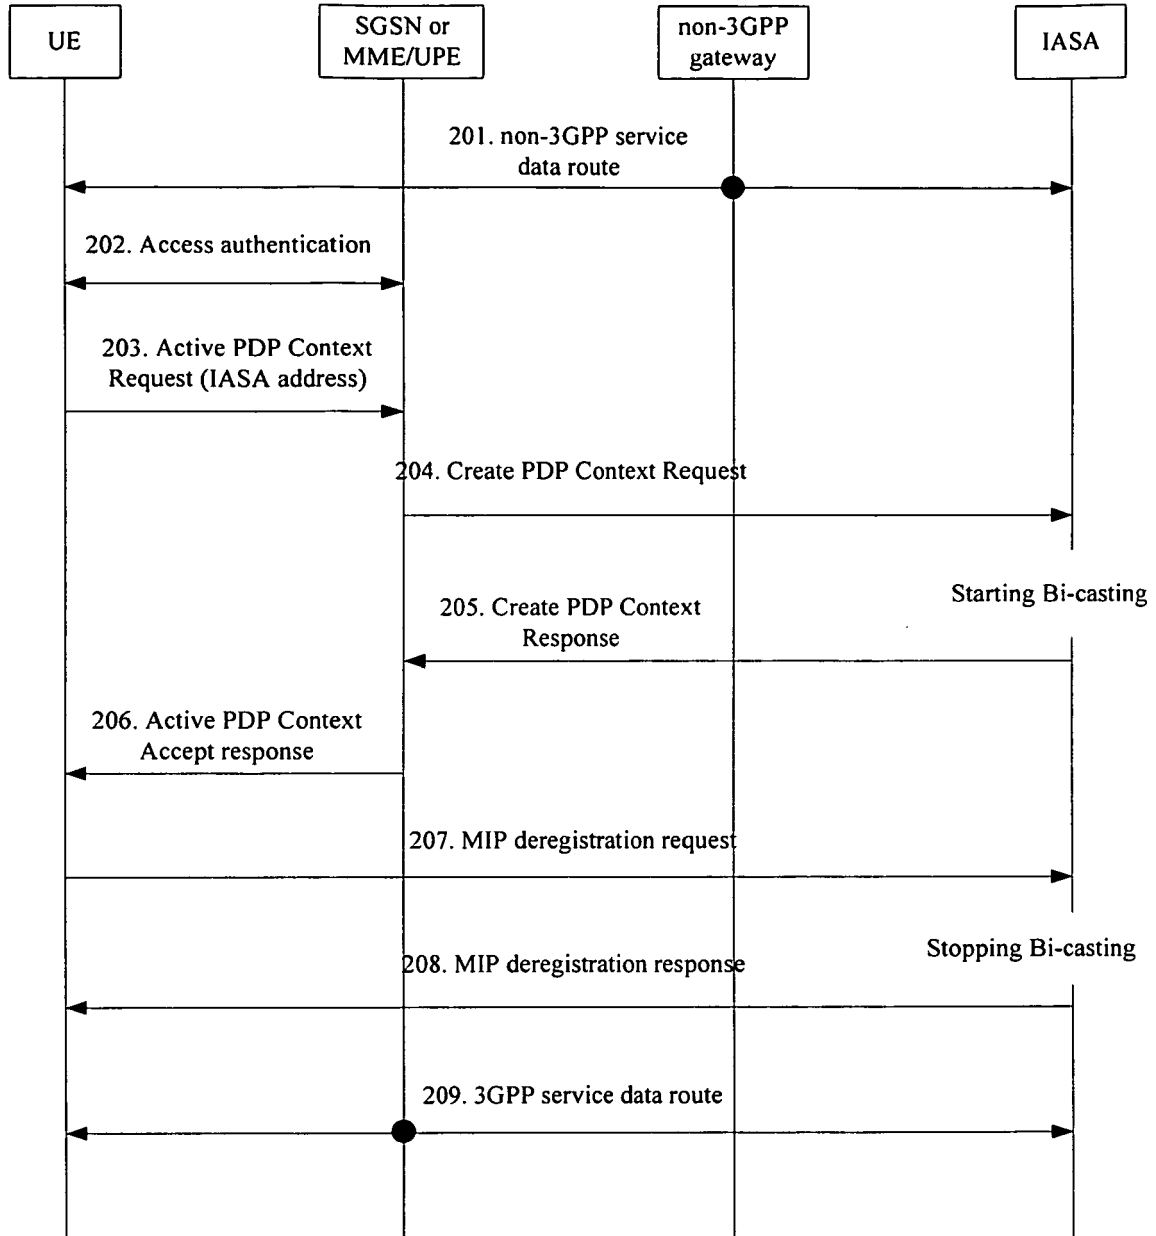 UE
SGSN or
MME/UPE
non-3GPP
gateway
IASA
201. non-3GPP service
data route
202. Access authentication
203. Active PDP Context
Request (IASA address)
204. Create PDP Context Request
Starting Bi-casting
205. Create PDP Context
Response
206. Active PDP Context
Accept response
207. MIP deregistration request
Stopping Bi-casting
208. MIP deregistration response
209. 3GPP service data route